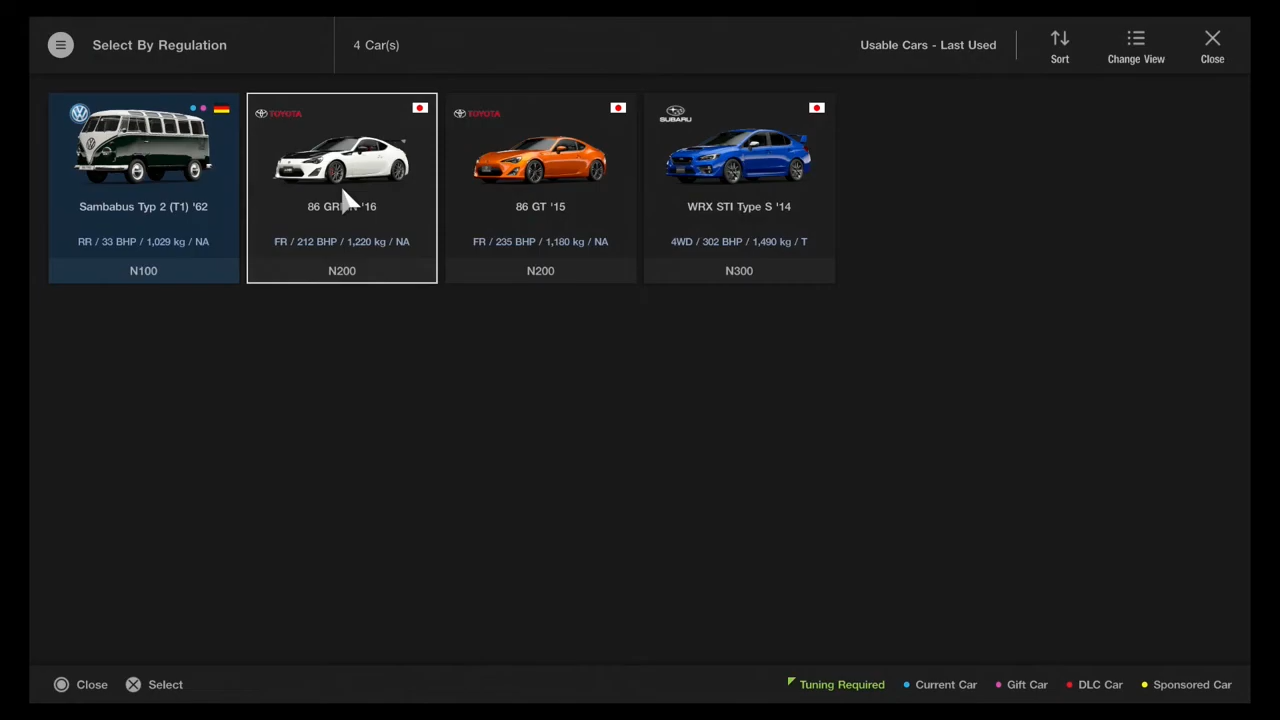 Select By Regulation
4 Car(s)
Usable Cars - Last Used
Sort
Change View
Close
TOYOTA
TOYOTA
SUBARU
Sambabus Typ 2 (T1) '62
86 GR '16
86 GT '15
WRX STI Type S '14
RR / 33 BHP / 1,029 kg / NA
FR / 212 BHP / 1,220 kg / NA
FR / 235 BHP / 1,180 kg / NA
4WD / 302 BHP / 1,490 kg / T
N100
N200
N200
N300
Close
Select
Tuning Required
Current Car
Gift Car
DLC Car
Sponsored Car